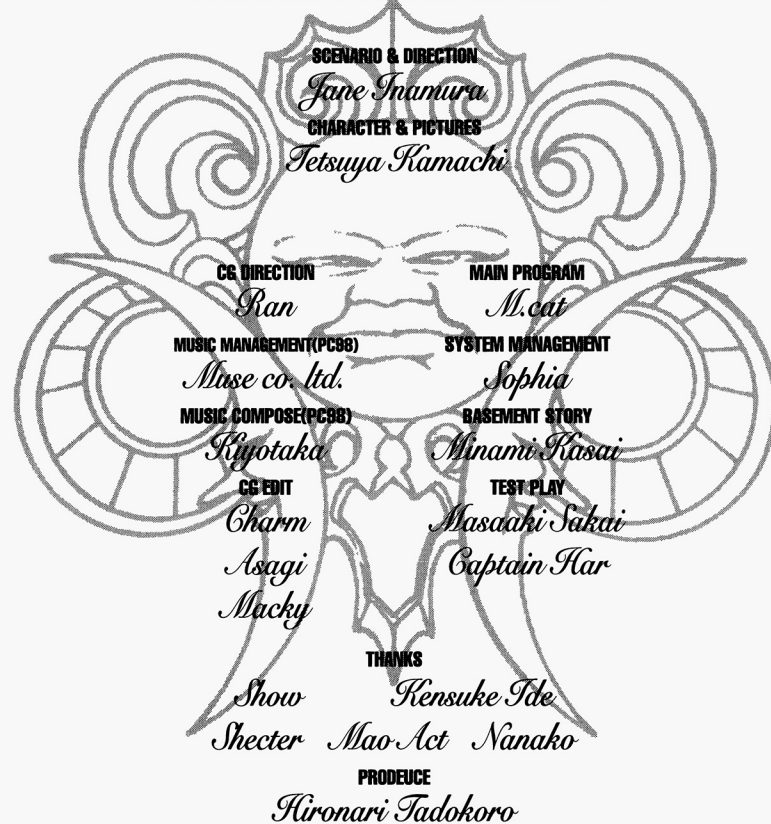 SCENARIO & DIRECTION
Jane Inamura
CHARACTER & PICTURES
Tetsuya Kamachi
CG DIRECTION
Ran
MUSIC MANAGEMENT(PC98)
Muse co. ltd.
MUSIC COMPOSE(PC98)
Kiyotaka
CG EDIT
Charm
Asagi
Macky
MAIN PROGRAM
M.cat
SYSTEM MANAGEMENT
Sophia
BASEMENT STORY
Minami Kasai
TEST PLAY
Masaaki Sakai
Captain Har
THANKS
Show Kensuke Ide
Shecter Mao Act Nanako
PRODEUCE
Hironari Tadokoro